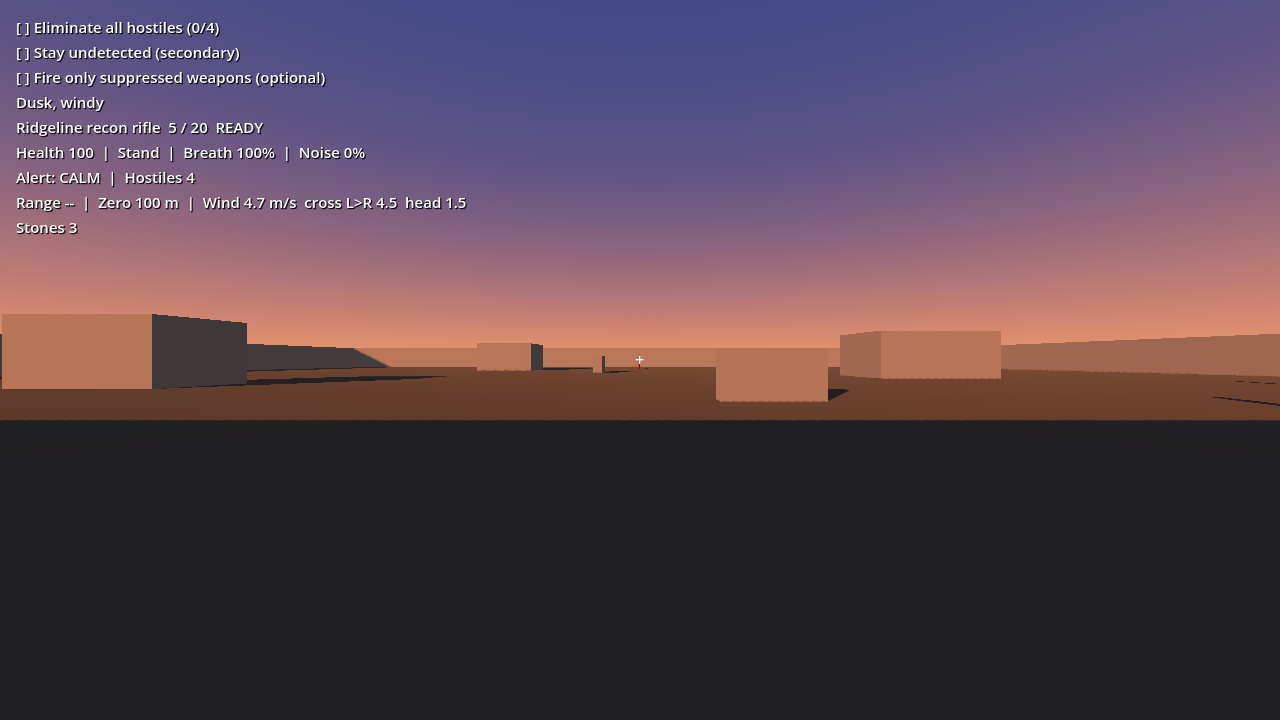 [ ] Eliminate all hostiles (0/4)
[ ] Stay undetected (secondary)
[ ] Fire only suppressed weapons (optional)
Dusk, windy
Ridgeline recon rifle  5 / 20  READY
Health 100  |  Stand  |  Breath 100%  |  Noise 0%
Alert: CALM  |  Hostiles 4
Range --  |  Zero 100 m  |  Wind 4.7 m/s  cross L>R 4.5  head 1.5
Stones 3